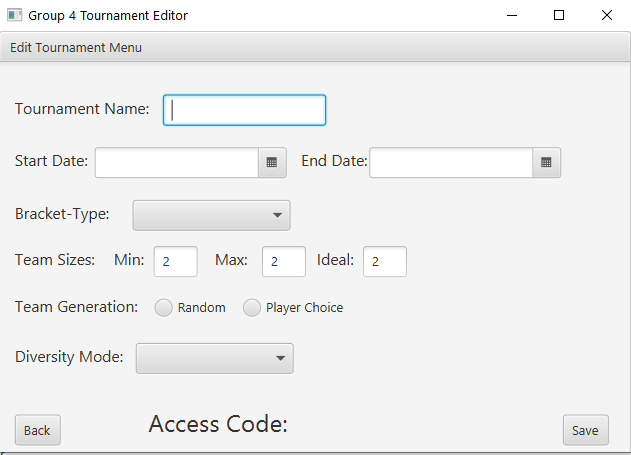 Group 4 Tournament Editor
Edit Tournament Menu
Tournament Name:
Start Date: End Date:
Bracket-Type:
Team Sizes: Min: 2 Max: 2 Ideal: 2
Team Generation: Random Player Choice
Diversity Mode:
Back Access Code: Save